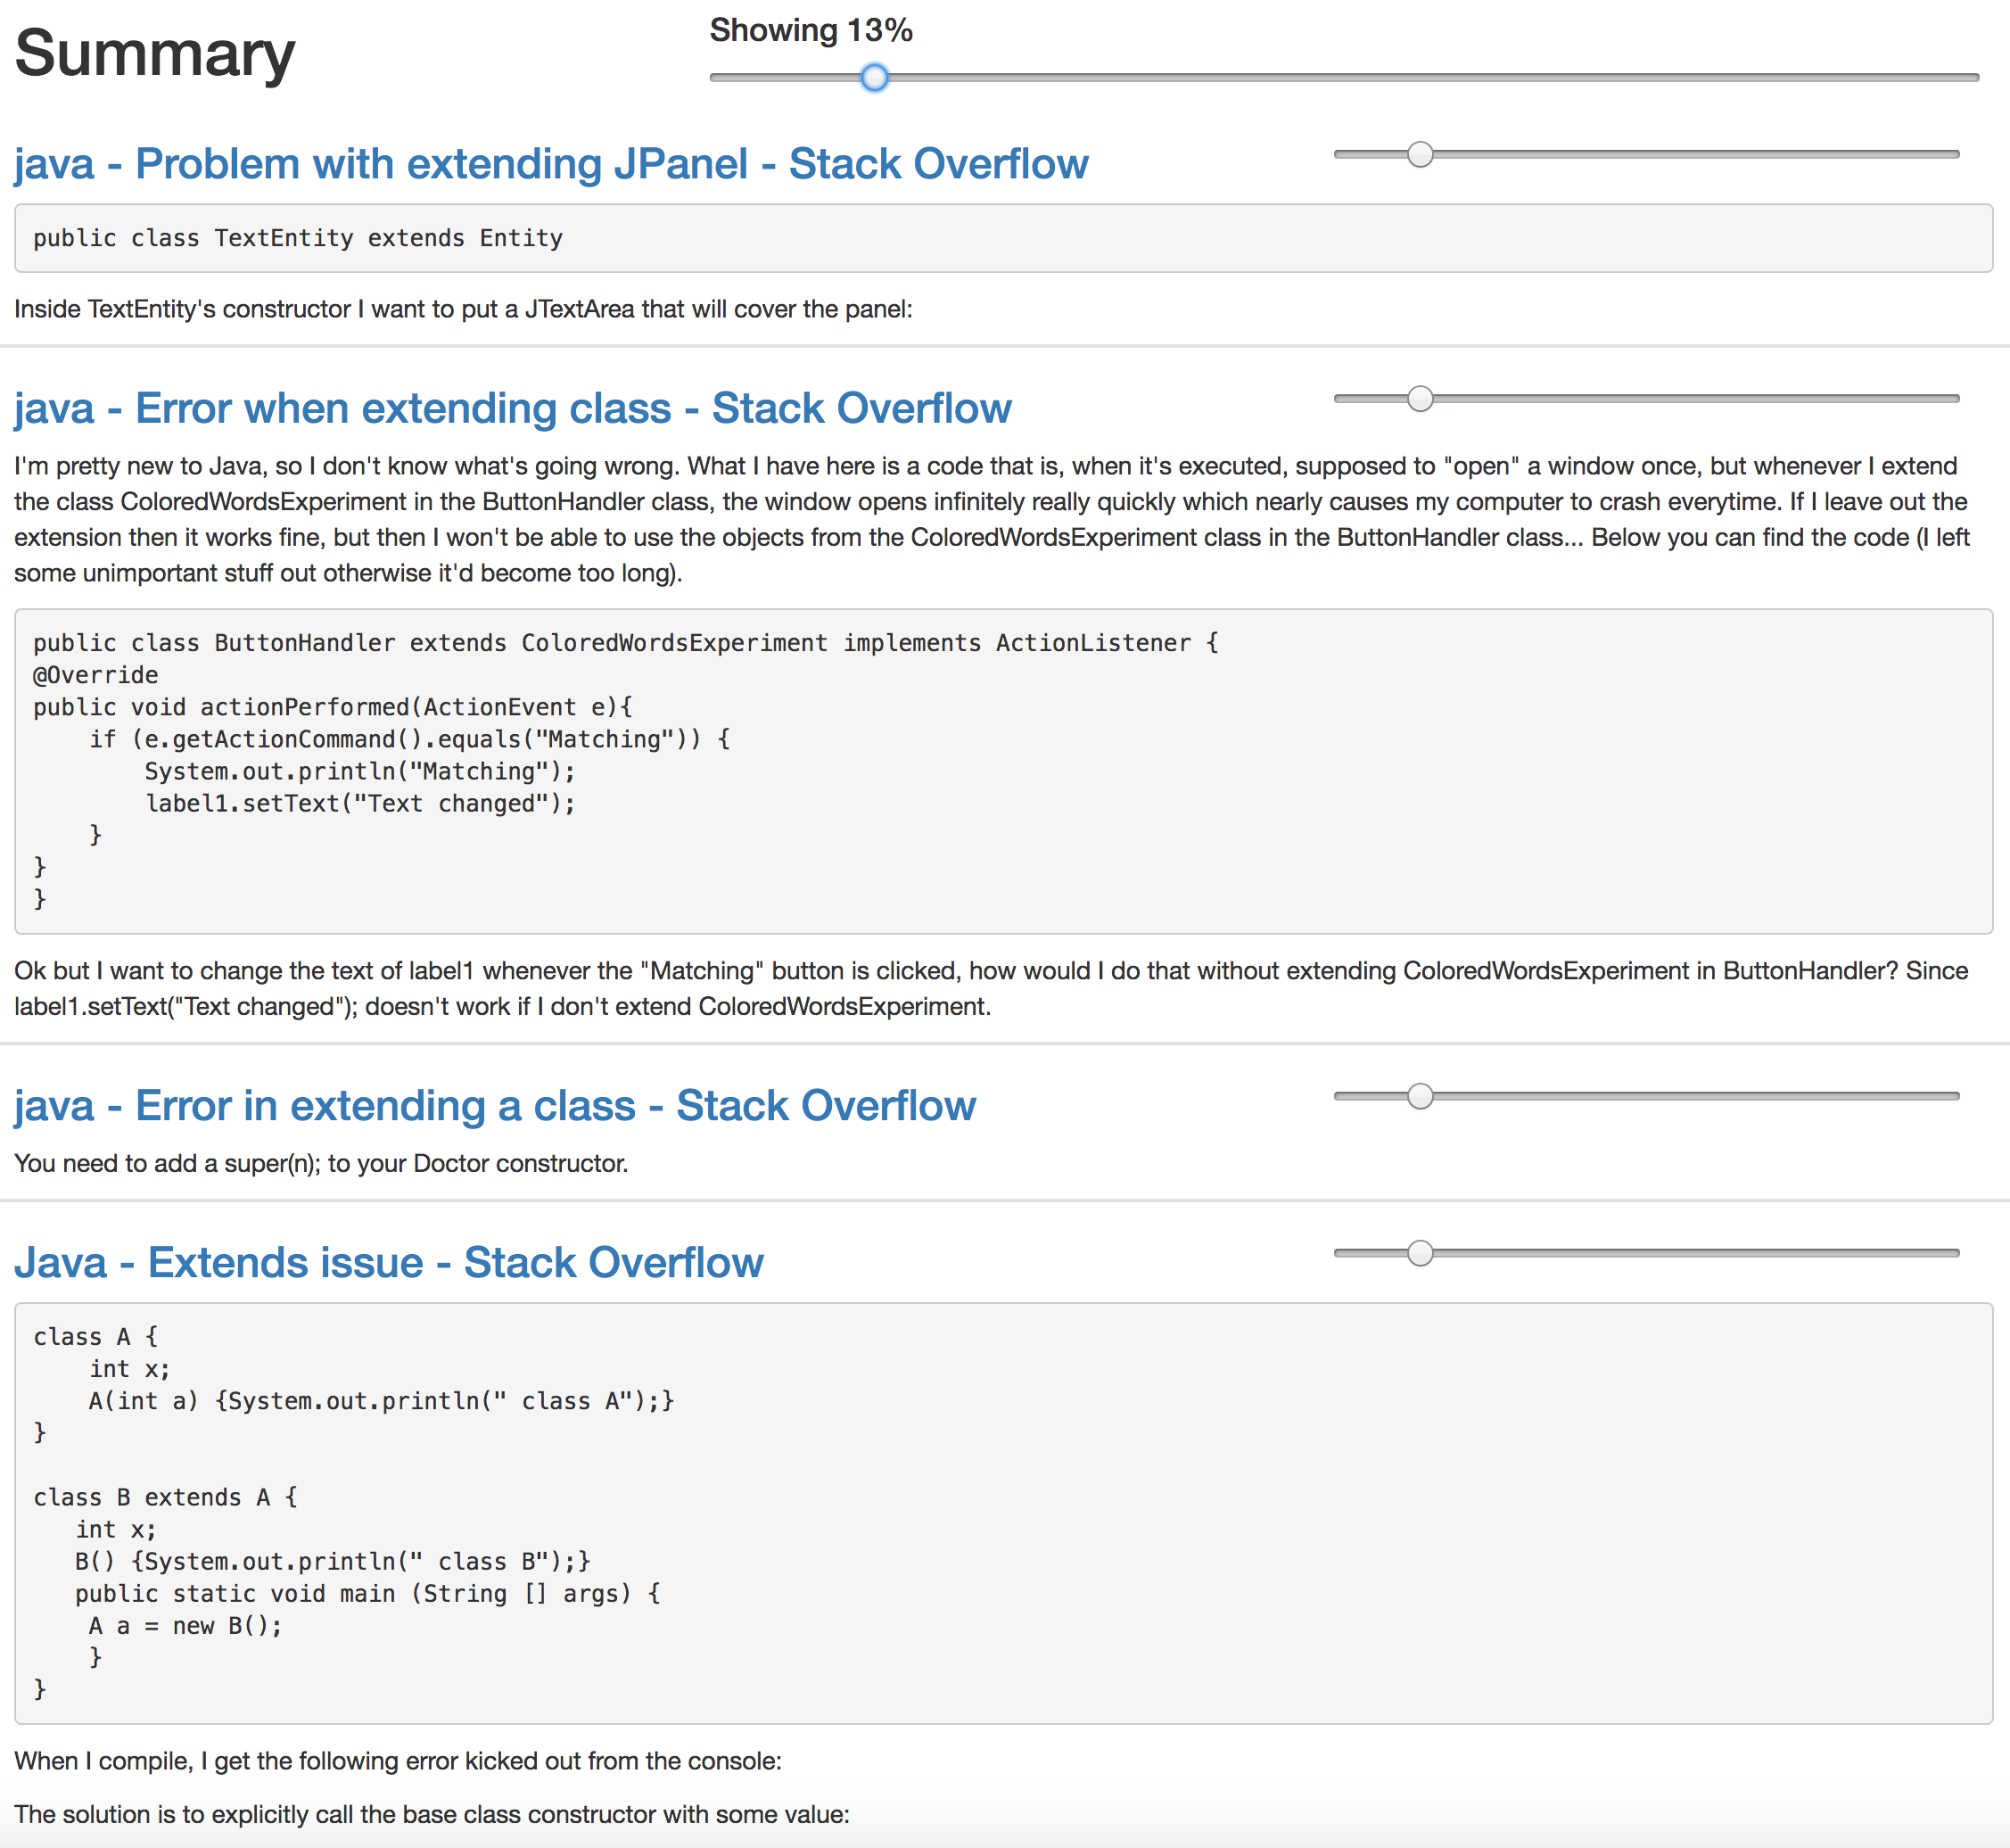 Summary
Showing 13%
java - Problem with extending JPanel - Stack Overflow
public class TextEntity extends Entity
Inside TextEntity's constructor I want to put a JTextArea that will cover the panel:
java - Error when extending class - Stack Overflow
I'm pretty new to Java, so I don't know what's going wrong. What I have here is a code that is, when it's executed, supposed to "open" a window once, but whenever I extend
the class ColoredWordsExperiment in the ButtonHandler class, the window opens infinitely really quickly which nearly causes my computer to crash everytime. If I leave out the
extension then it works fine, but then I won't be able to use the objects from the ColoredWordsExperiment class in the ButtonHandler class... Below you can find the code (I left
some unimportant stuff out otherwise it'd become too long).
public class ButtonHandler extends ColoredWordsExperiment implements ActionListener {
@Override
public void actionPerformed(ActionEvent e){
    if (e.getActionCommand().equals("Matching")) {
        System.out.println("Matching");
        label1.setText("Text changed");
    }
}
}
Ok but I want to change the text of label1 whenever the "Matching" button is clicked, how would I do that without extending ColoredWordsExperiment in ButtonHandler? Since
label1.setText("Text changed"); doesn't work if I don't extend ColoredWordsExperiment.
java - Error in extending a class - Stack Overflow
You need to add a super(n); to your Doctor constructor.
Java - Extends issue - Stack Overflow
class A {
    int x;
    A(int a) {System.out.println(" class A");}
}
class B extends A {
   int x;
   B() {System.out.println(" class B");}
   public static void main (String [] args) {
    A a = new B();
    }
}
When I compile, I get the following error kicked out from the console:
The solution is to explicitly call the base class constructor with some value: